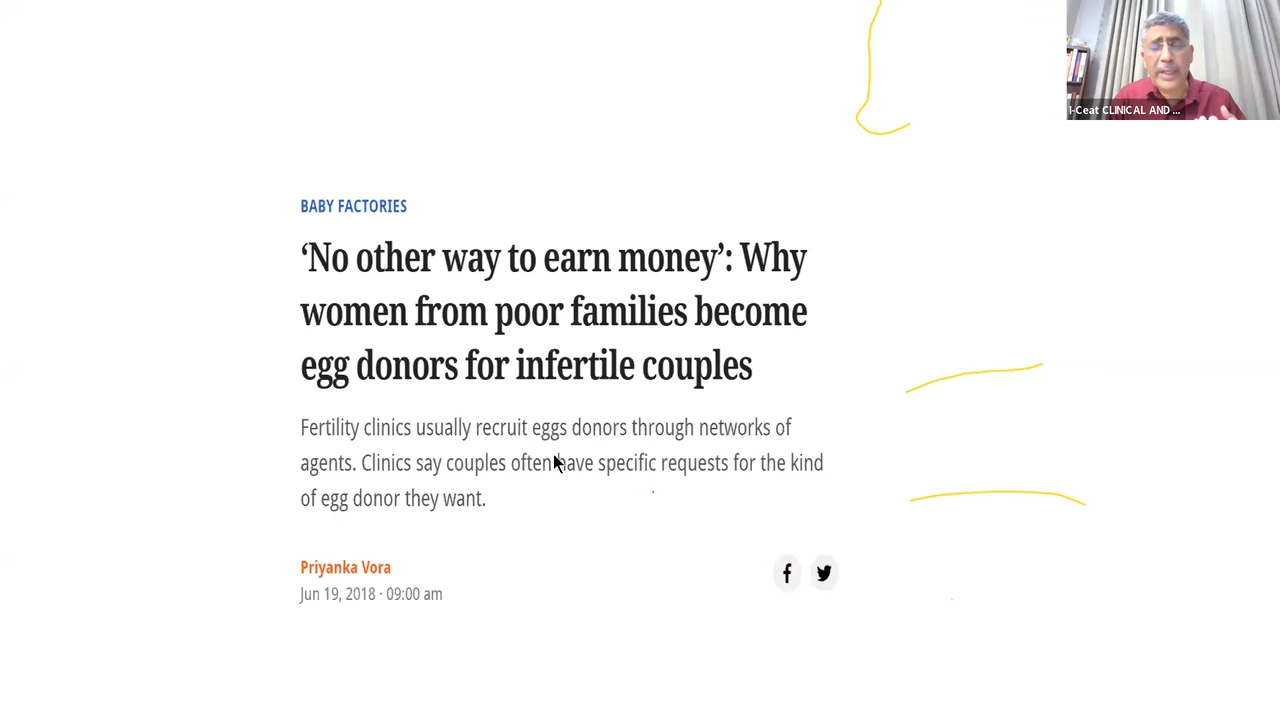 I-Ceat CLINICAL AND ...
BABY FACTORIES
‘No other way to earn money’: Why
women from poor families become
egg donors for infertile couples
Fertility clinics usually recruit eggs donors through networks of
agents. Clinics say couples often have specific requests for the kind
of egg donor they want.
Priyanka Vora
Jun 19, 2018 · 09:00 am